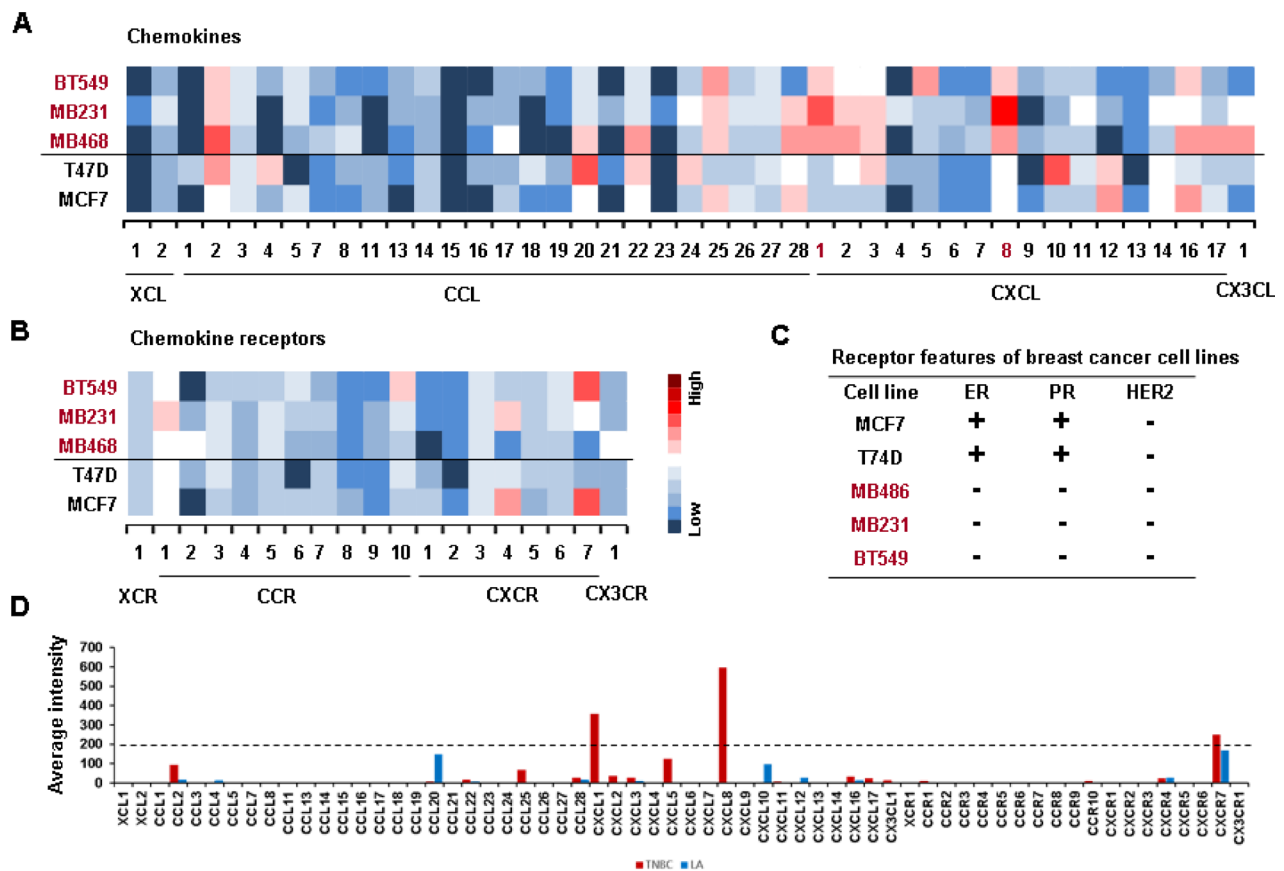 A
Chemokines
BT549
MB231
MB468
T47D
MCF7
1 2 1 2 3 4 5 7 8 11 13 14 15 16 17 18 19 20 21 22 23 24 25 26 27 28 1 2 3 4 5 6 7 8 9 10 11 12 13 14 16 17 1
XCL CCL CXCL CX3CL
B
Chemokine receptors
BT549
MB231
MB468
T47D
MCF7
1 1 2 3 4 5 6 7 8 9 10 1 2 3 4 5 6 7 1
XCR CCR CXCR CX3CR
High
Low
C
Receptor features of breast cancer cell lines
Cell line ER PR HER2
MCF7 + + -
T74D + + -
MB486 - - -
MB231 - - -
BT549 - - -
D
Average intensity
700
600
500
400
300
200
100
0
XCL1 XCL2 CCL1 CCL2 CCL3 CCL4 CCL5 CCL7 CCL8 CCL11 CCL13 CCL14 CCL15 CCL16 CCL17 CCL18 CCL19 CCL20 CCL21 CCL22 CCL23 CCL24 CCL25 CCL26 CCL27 CCL28 CXCL1 CXCL2 CXCL3 CXCL4 CXCL5 CXCL6 CXCL7 CXCL8 CXCL9 CXCL10 CXCL11 CXCL12 CXCL13 CXCL14 CXCL16 CXCL17 CX3CL1 XCR1 CCR1 CCR2 CCR3 CCR4 CCR5 CCR6 CCR7 CCR8 CCR9 CCR10 CXCR1 CXCR2 CXCR3 CXCR4 CXCR5 CXCR6 CXCR7 CX3CR1
TNBC LA